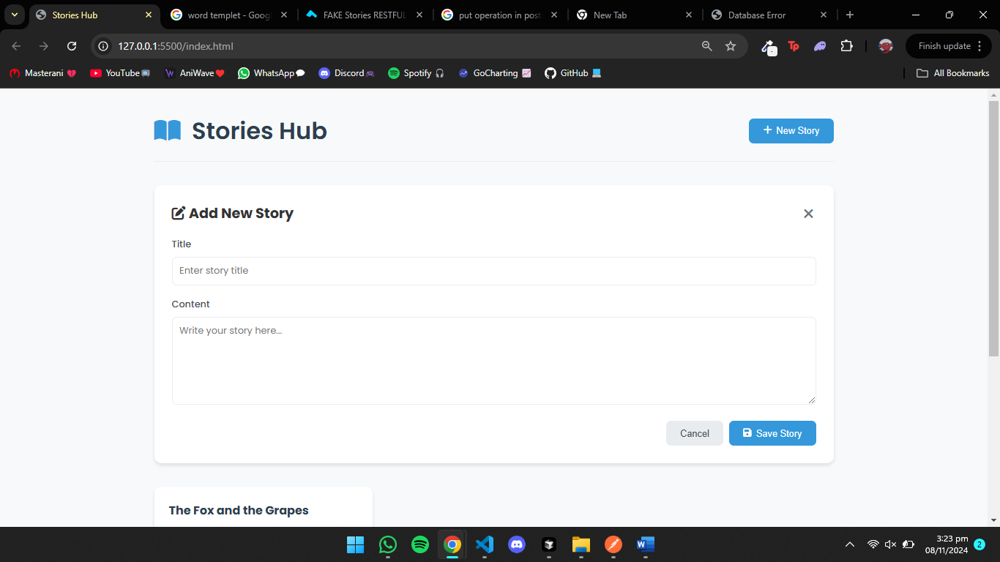 Stories Hub
word templet - Goog
FAKE Stories RESTFUL
put operation in post
New Tab
Database Error
127.0.0.1:5500/index.html
Tp
Finish update
Masterani
YouTube
AniWave
WhatsApp
Discord
Spotify
GoCharting
GitHub
All Bookmarks
Stories Hub
+ New Story
Add New Story
Title
Enter story title
Content
Write your story here...
Cancel
Save Story
The Fox and the Grapes
3:23 pm
08/11/2024
2